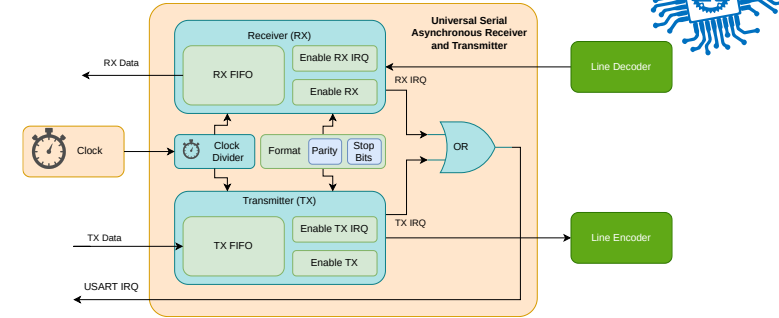 Universal Serial
Asynchronous Receiver
and Transmitter
Receiver (RX)
RX Data
RX FIFO
Enable RX IRQ
Enable RX
RX IRQ
Line Decoder
Clock
Clock
Divider
Format
Parity
Stop
Bits
OR
Transmitter (TX)
TX Data
TX FIFO
Enable TX IRQ
Enable TX
TX IRQ
Line Encoder
USART IRQ